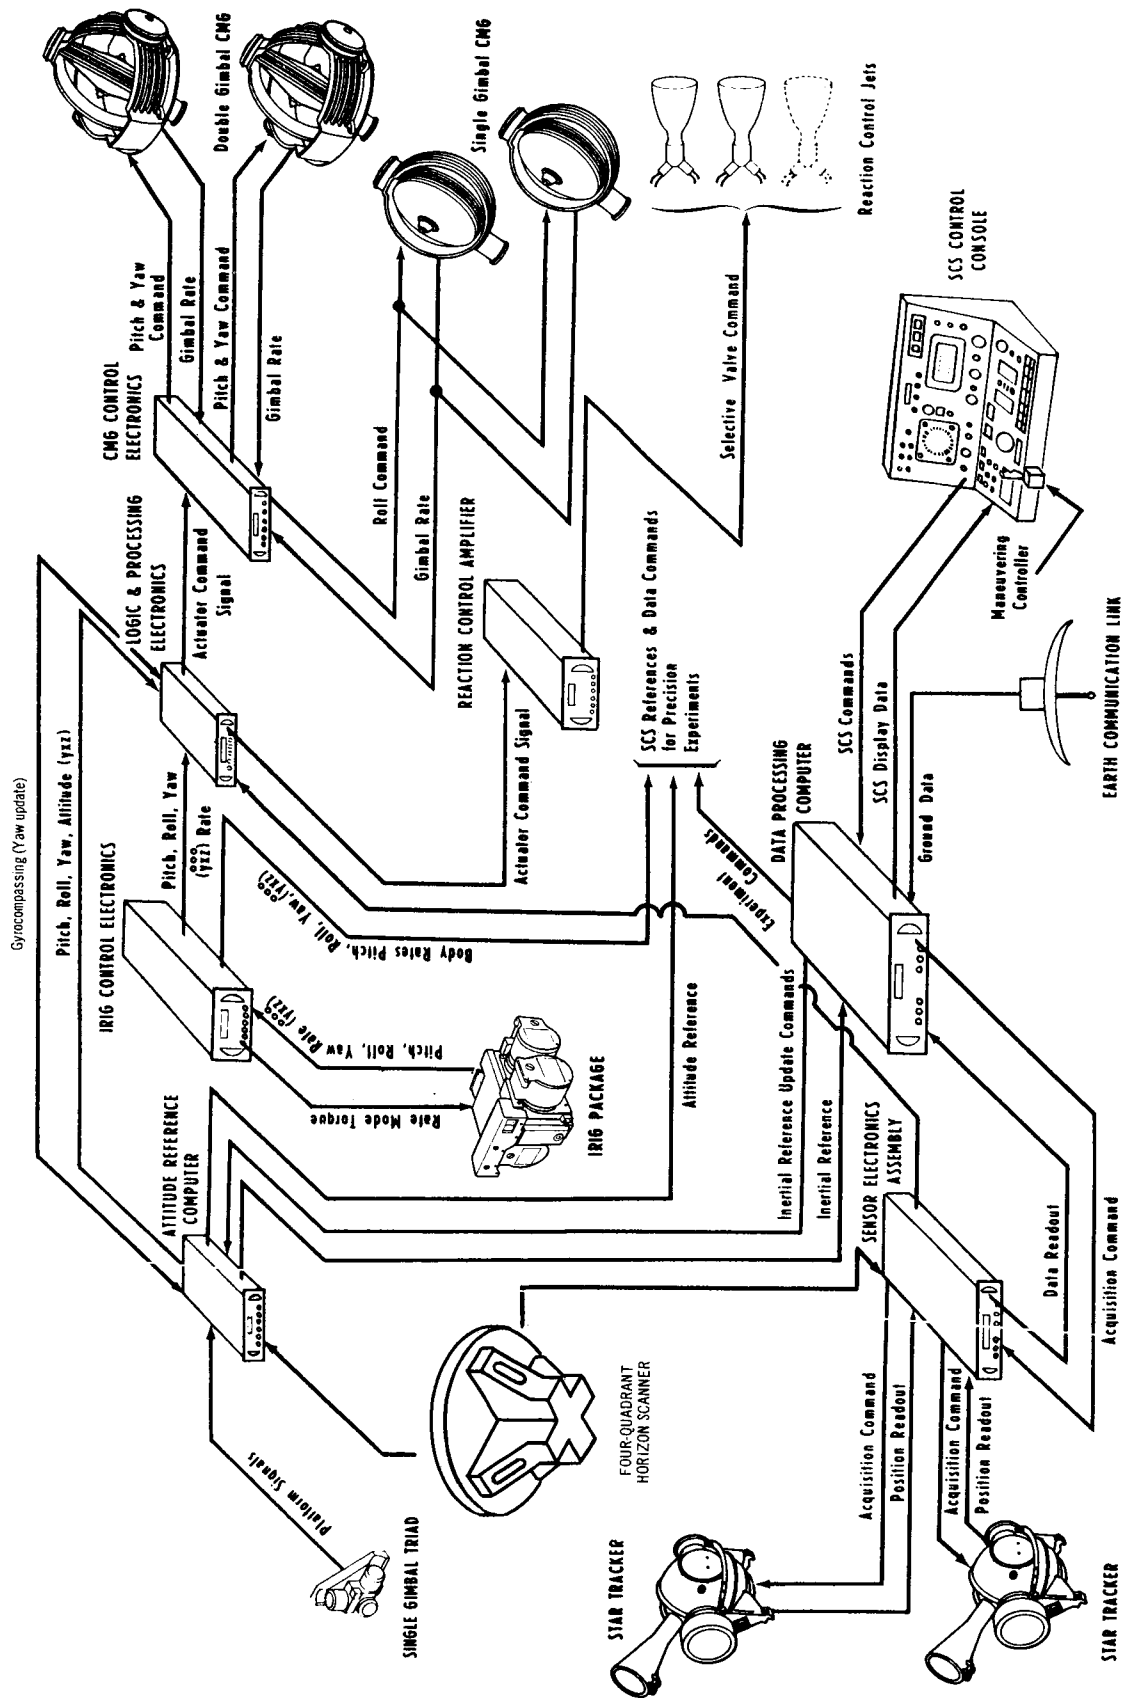 Gyrocompassing (Yaw update)
Pitch, Roll, Yaw, Attitude (yxz)
SINGLE GIMBAL TRIAD
Platform Signals
ATTITUDE REFERENCE
COMPUTER
IRIG CONTROL ELECTRONICS
Pitch, Roll, Yaw
(yxz) Rate
LOGIC & PROCESSING
ELECTRONICS
Actuator Command
Signal
CMG CONTROL
ELECTRONICS
Pitch & Yaw
Command
Gimbal Rate
Pitch & Yaw Command
Gimbal Rate
Double Gimbal CMG
Rate Mode Torque
Pitch, Roll, Yaw Rate (yxz)
Body Rates Pitch, Roll, Yaw, (yxz)
IRIG PACKAGE
Roll Command
Gimbal Rate
Single Gimbal CMG
REACTION CONTROL AMPLIFIER
Actuator Command Signal
Selective Valve Command
Reaction Control Jets
FOUR-QUADRANT
HORIZON SCANNER
Attitude Reference
SCS References & Data Commands
for Precision
Experiments
Experiment
Commands
Inertial Reference Update Commands
Inertial Reference
DATA PROCESSING
COMPUTER
SENSOR ELECTRONICS
ASSEMBLY
STAR TRACKER
Acquisition Command
Position Readout
Acquisition Command
Position Readout
STAR TRACKER
Data Readout
Acquisition Command
SCS Commands
SCS Display Data
Ground Data
Maneuvering
Controller
SCS CONTROL
CONSOLE
EARTH COMMUNICATION LINK